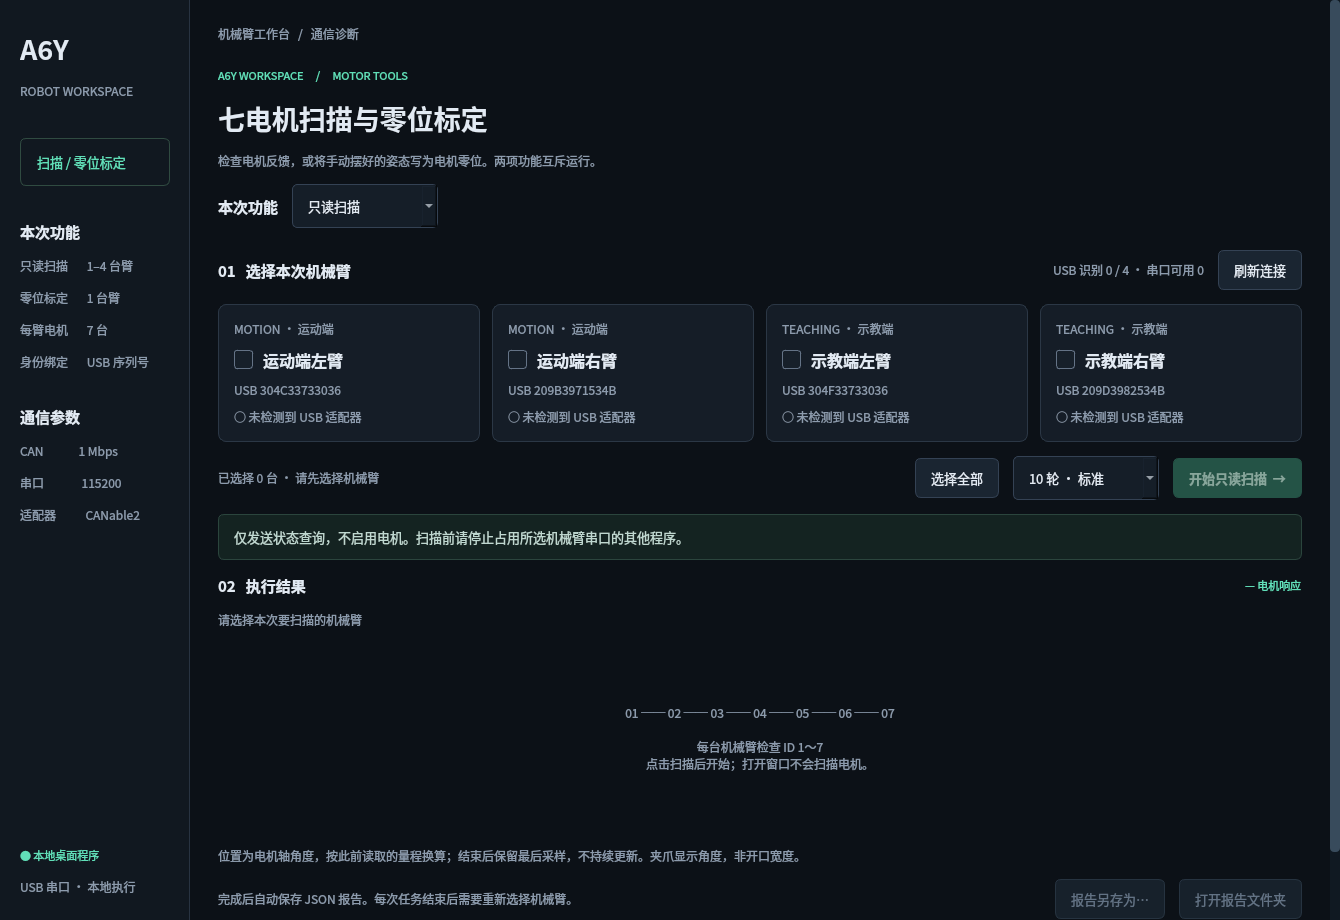 A6Y
ROBOT WORKSPACE
扫描 / 零位标定
本次功能
只读扫描 1–4 台臂
零位标定 1 台臂
每臂电机 7 台
身份绑定 USB 序列号
通信参数
CAN 1 Mbps
串口 115200
适配器 CANable2
本地桌面程序
USB 串口 · 本地执行
机械臂工作台 / 通信诊断
A6Y WORKSPACE / MOTOR TOOLS
七电机扫描与零位标定
检查电机反馈，或将手动摆好的姿态写为电机零位。两项功能互斥运行。
本次功能 只读扫描
01 选择本次机械臂
USB 识别 0 / 4 · 串口可用 0
刷新连接
MOTION · 运动端
运动端左臂
USB 304C33733036
○ 未检测到 USB 适配器
MOTION · 运动端
运动端右臂
USB 209B3971534B
○ 未检测到 USB 适配器
TEACHING · 示教端
示教端左臂
USB 304F33733036
○ 未检测到 USB 适配器
TEACHING · 示教端
示教端右臂
USB 209D3982534B
○ 未检测到 USB 适配器
已选择 0 台 · 请先选择机械臂
选择全部
10 轮 · 标准
开始只读扫描 →
仅发送状态查询，不启用电机。扫描前请停止占用所选机械臂串口的其他程序。
02 执行结果
— 电机响应
请选择本次要扫描的机械臂
01 —— 02 —— 03 —— 04 —— 05 —— 06 —— 07
每台机械臂检查 ID 1～7
点击扫描后开始；打开窗口不会扫描电机。
位置为电机轴角度，按此前读取的量程换算；结束后保留最后采样，不持续更新。夹爪显示角度，非开口宽度。
完成后自动保存 JSON 报告。每次任务结束后需要重新选择机械臂。
报告另存为…
打开报告文件夹